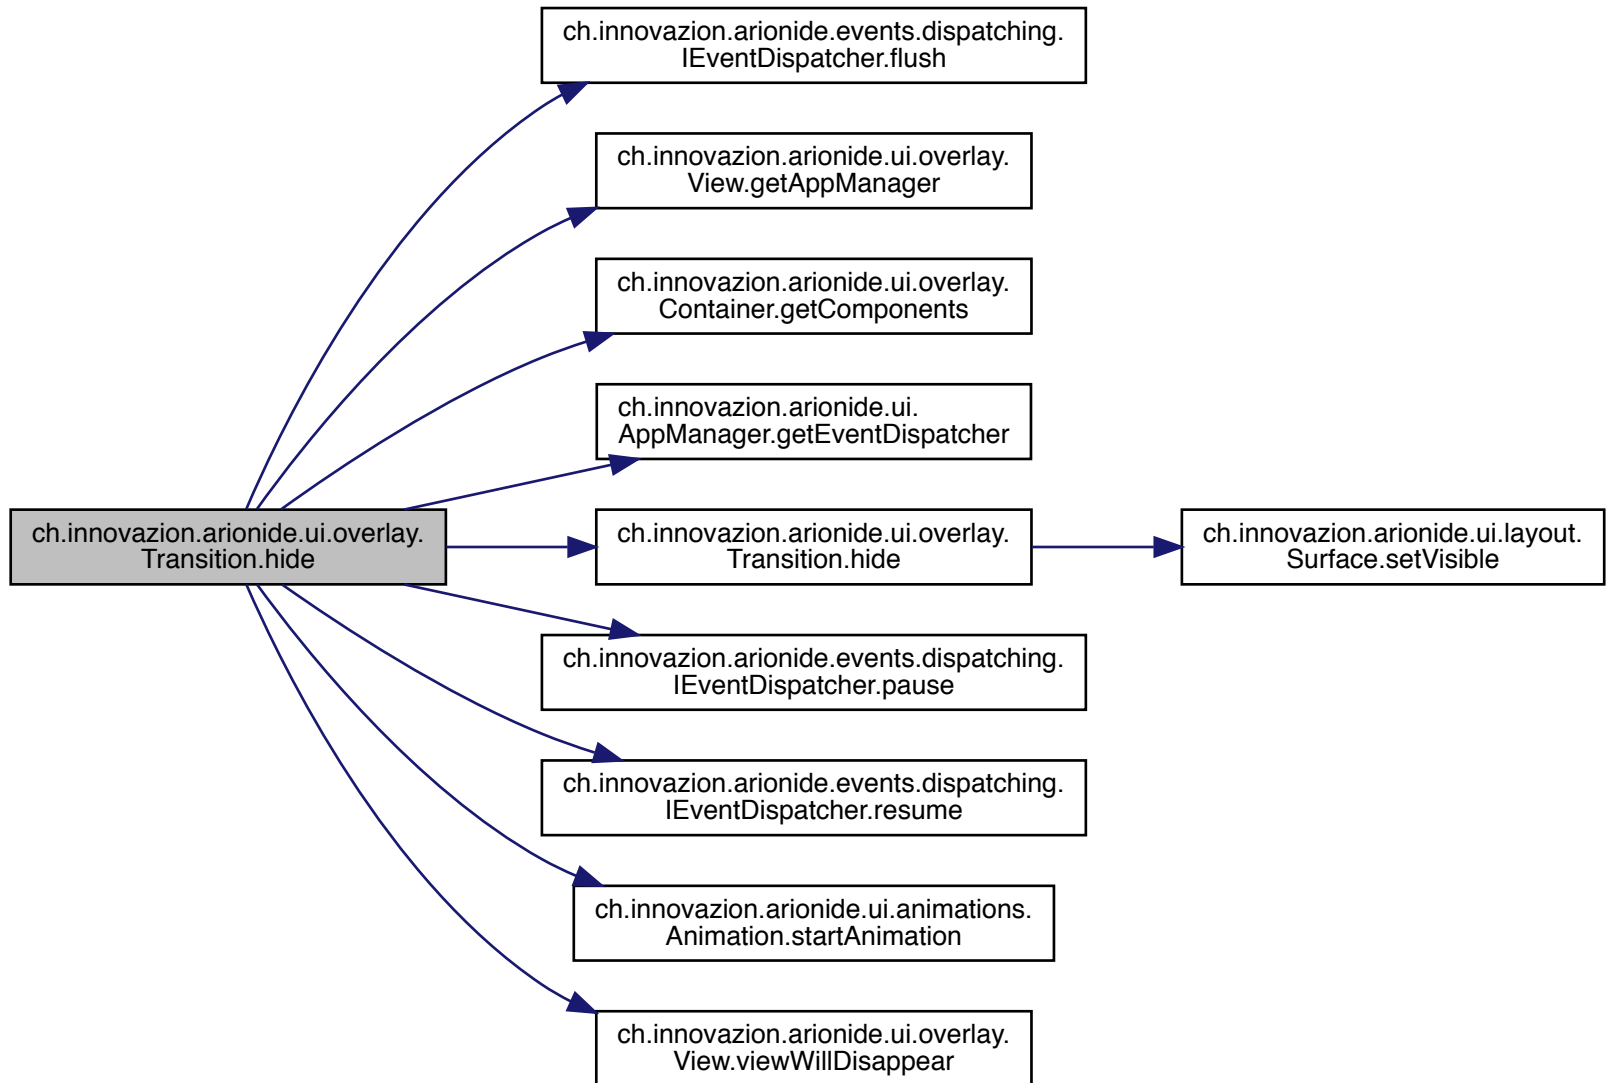 ch.innovazion.arionide.events.dispatching.
IEventDispatcher.flush
ch.innovazion.arionide.ui.overlay.
View.getAppManager
ch.innovazion.arionide.ui.overlay.
Container.getComponents
ch.innovazion.arionide.ui.
AppManager.getEventDispatcher
ch.innovazion.arionide.ui.overlay.
Transition.hide
ch.innovazion.arionide.ui.overlay.
Transition.hide
ch.innovazion.arionide.ui.layout.
Surface.setVisible
ch.innovazion.arionide.events.dispatching.
IEventDispatcher.pause
ch.innovazion.arionide.events.dispatching.
IEventDispatcher.resume
ch.innovazion.arionide.ui.animations.
Animation.startAnimation
ch.innovazion.arionide.ui.overlay.
View.viewWillDisappear